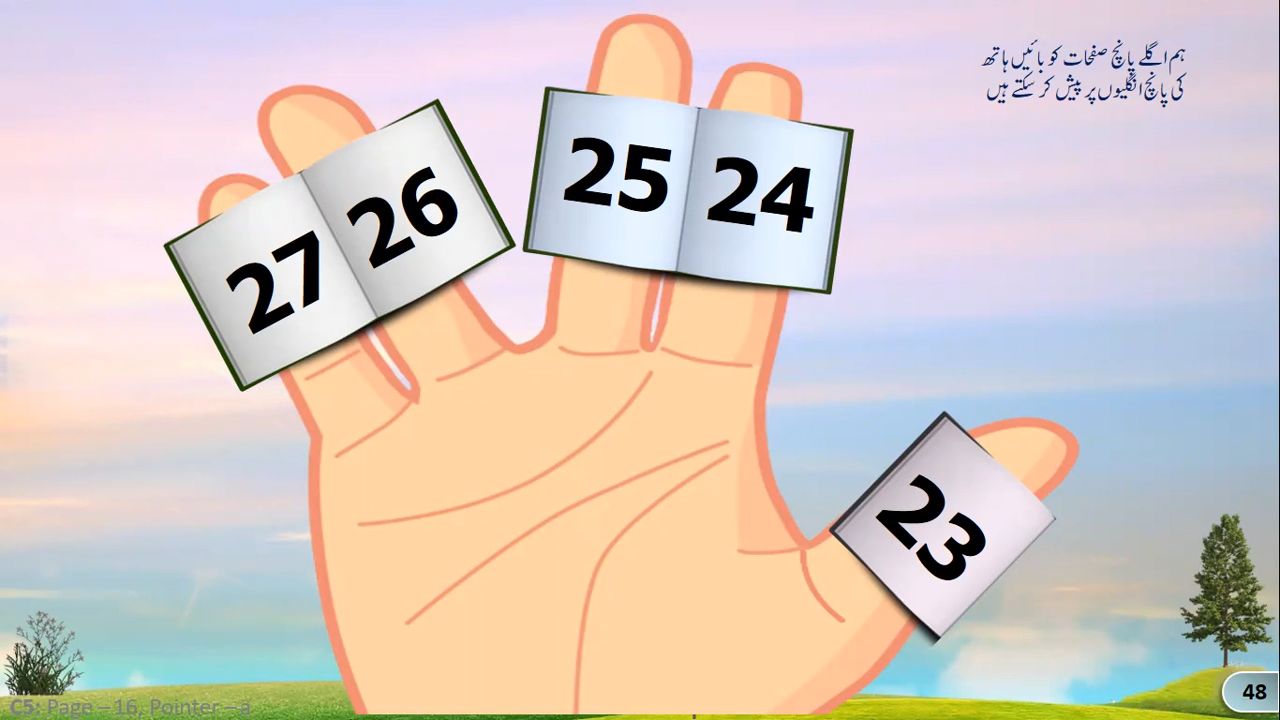 ہم اگلے پانچ صفحات کو بائیں ہاتھ
کی پانچ انگلیوں پر پیش کر سکتے ہیں
27 26
25 24
23
48
C5: Page – 16, Pointer – a